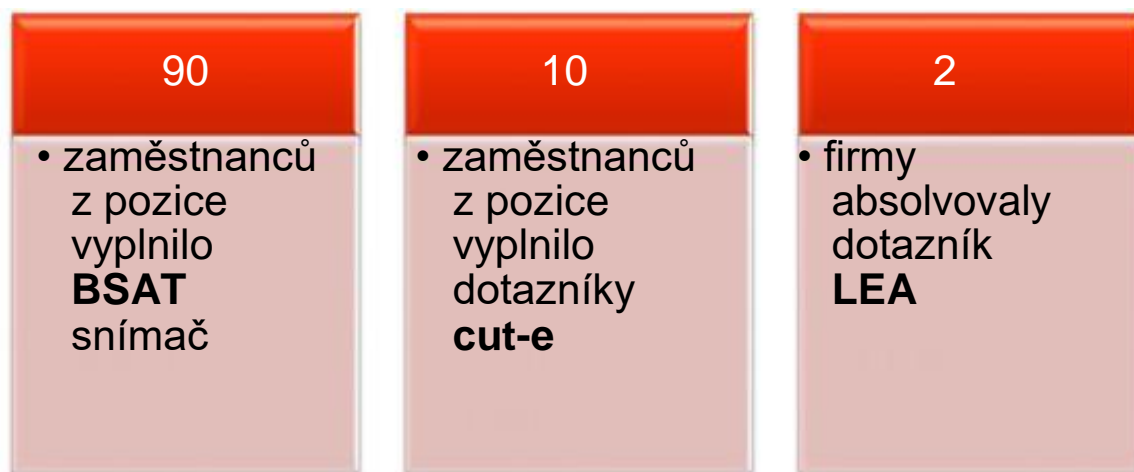 90
• zaměstnanců
z pozice
vyplnilo
BSAT
snímač
10
• zaměstnanců
z pozice
vyplnilo
dotazníky
cut-e
2
• firmy
absolvovaly
dotazník
LEA